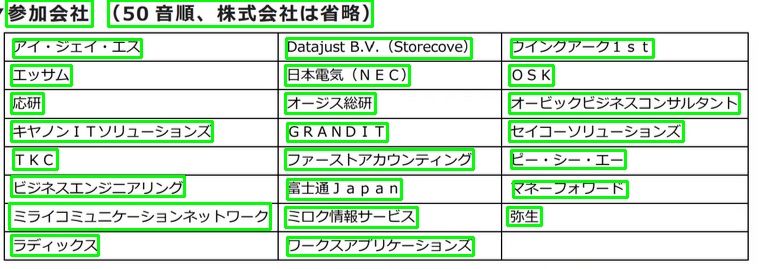 参加会社 （50 音順、株式会社は省略）
アイ・ジェイ・エス Datajust B.V.（Storecove） ウイングアーク１ｓｔ
エッサム 日本電気（ＮＥＣ） ＯＳＫ
応研 オージス総研 オービックビジネスコンサルタント
キヤノンＩＴソリューションズ ＧＲＡＮＤＩＴ セイコーソリューションズ
ＴＫＣ ファーストアカウンティング ピー・シー・エー
ビジネスエンジニアリング 富士通Ｊａｐａｎ マネーフォワード
ミライコミュニケーションネットワーク ミロク情報サービス 弥生
ラディックス ワークスアプリケーションズ